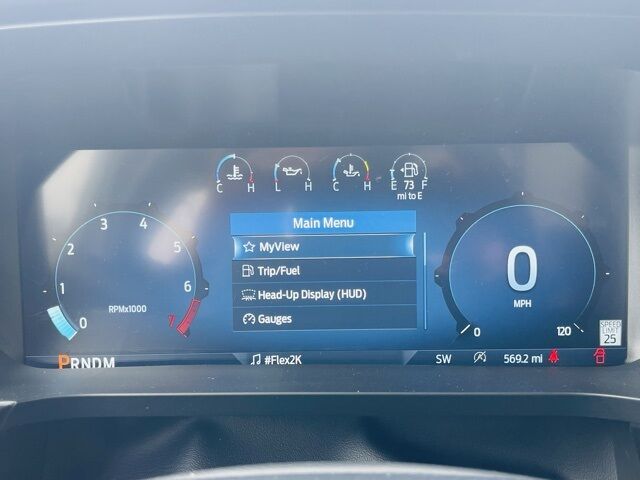 C H
L H
C H
E 73 F
mi to E
Main Menu
MyView
Trip/Fuel
Head-Up Display (HUD)
Gauges
0 1 2 3 4 5 6 7
RPMx1000
0
MPH
0 120
SPEED
LIMIT
25
PRNDM
#Flex2K
SW
569.2 mi